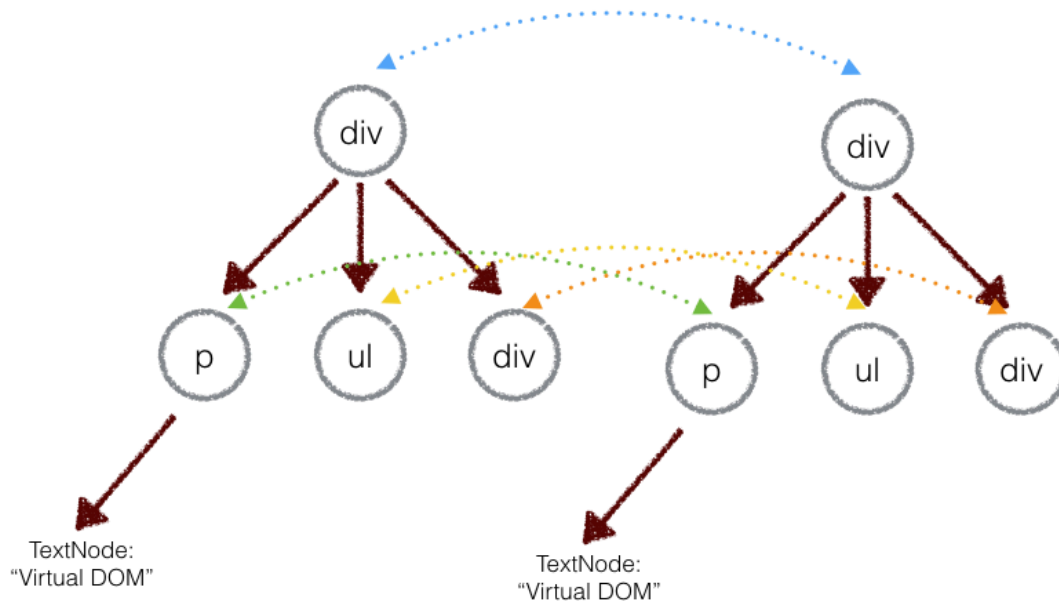 div
div
p
ul
div
p
ul
div
TextNode:
“Virtual DOM”
TextNode:
“Virtual DOM”